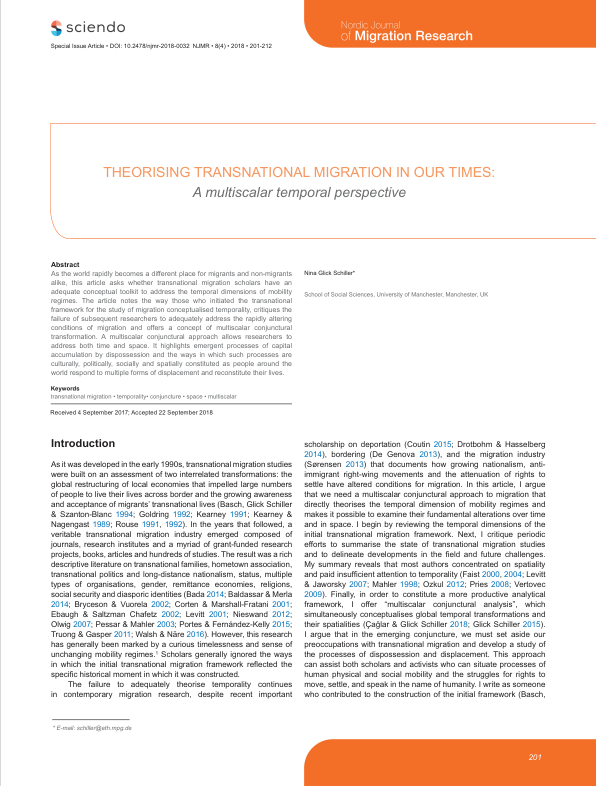 sciendo
Nordic Journal
of Migration Research
Special Issue Article • DOI: 10.2478/njmr-2018-0032 NJMR • 8(4) • 2018 • 201-212
THEORISING TRANSNATIONAL MIGRATION IN OUR TIMES:
A multiscalar temporal perspective
Abstract
As the world rapidly becomes a different place for migrants and non-migrants
alike, this article asks whether transnational migration scholars have an
adequate conceptual toolkit to address the temporal dimensions of mobility
regimes. The article notes the way those who initiated the transnational
framework for the study of migration conceptualised temporality, critiques the
failure of subsequent researchers to adequately address the rapidly altering
conditions of migration and offers a concept of multiscalar conjunctural
transformation. A multiscalar conjunctural approach allows researchers to
address both time and space. It highlights emergent processes of capital
accumulation by dispossession and the ways in which such processes are
culturally, politically, socially and spatially constituted as people around the
world respond to multiple forms of displacement and reconstitute their lives.
Keywords
transnational migration • temporality• conjuncture • space • multiscalar
Received 4 September 2017; Accepted 22 September 2018
Nina Glick Schiller*
School of Social Sciences, University of Manchester, Manchester, UK
Introduction
As it was developed in the early 1990s, transnational migration studies
were built on an assessment of two interrelated transformations: the
global restructuring of local economies that impelled large numbers
of people to live their lives across border and the growing awareness
and acceptance of migrants' transnational lives (Basch, Glick Schiller
& Szanton-Blanc 1994; Goldring 1992; Kearney 1991; Kearney &
Nagengast 1989; Rouse 1991, 1992). In the years that followed, a
veritable transnational migration industry emerged composed of
journals, research institutes and a myriad of grant-funded research
projects, books, articles and hundreds of studies. The result was a rich
descriptive literature on transnational families, hometown association,
transnational politics and long-distance nationalism, status, multiple
types of organisations, gender, remittance economies, religions,
social security and diasporic identities (Bada 2014; Baldassar & Merla
2014; Bryceson & Vuorela 2002; Corten & Marshall-Fratani 2001;
Ebaugh & Saltzman Chafetz 2002; Levitt 2001; Nieswand 2012;
Olwig 2007; Pessar & Mahler 2003; Portes & Fernández-Kelly 2015;
Truong & Gasper 2011; Walsh & Näre 2016). However, this research
has generally been marked by a curious timelessness and sense of
unchanging mobility regimes.¹ Scholars generally ignored the ways
in which the initial transnational migration framework reflected the
specific historical moment in which it was constructed.
The failure to adequately theorise temporality continues
in contemporary migration research, despite recent important
scholarship on deportation (Coutin 2015; Drotbohm & Hasselberg
2014), bordering (De Genova 2013), and the migration industry
(Sørensen 2013) that documents how growing nationalism, anti-
immigrant right-wing movements and the attenuation of rights to
settle have altered conditions for migration. In this article, I argue
that we need a multiscalar conjunctural approach to migration that
directly theorises the temporal dimension of mobility regimes and
makes it possible to examine their fundamental alterations over time
and in space. I begin by reviewing the temporal dimensions of the
initial transnational migration framework. Next, I critique periodic
efforts to summarise the state of transnational migration studies
and to delineate developments in the field and future challenges.
My summary reveals that most authors concentrated on spatiality
and paid insufficient attention to temporality (Faist 2000, 2004; Levitt
& Jaworsky 2007; Mahler 1998; Ozkul 2012; Pries 2008; Vertovec
2009). Finally, in order to constitute a more productive analytical
framework, I offer “multiscalar conjunctural analysis”, which
simultaneously conceptualises global temporal transformations and
their spatialities (Çağlar & Glick Schiller 2018; Glick Schiller 2015).
I argue that in the emerging conjuncture, we must set aside our
preoccupations with transnational migration and develop a study of
the processes of dispossession and displacement. This approach
can assist both scholars and activists who can situate processes of
human physical and social mobility and the struggles for rights to
move, settle, and speak in the name of humanity. I write as someone
who contributed to the construction of the initial framework (Basch,
* E-mail: schiller@eth.mpg.de
201